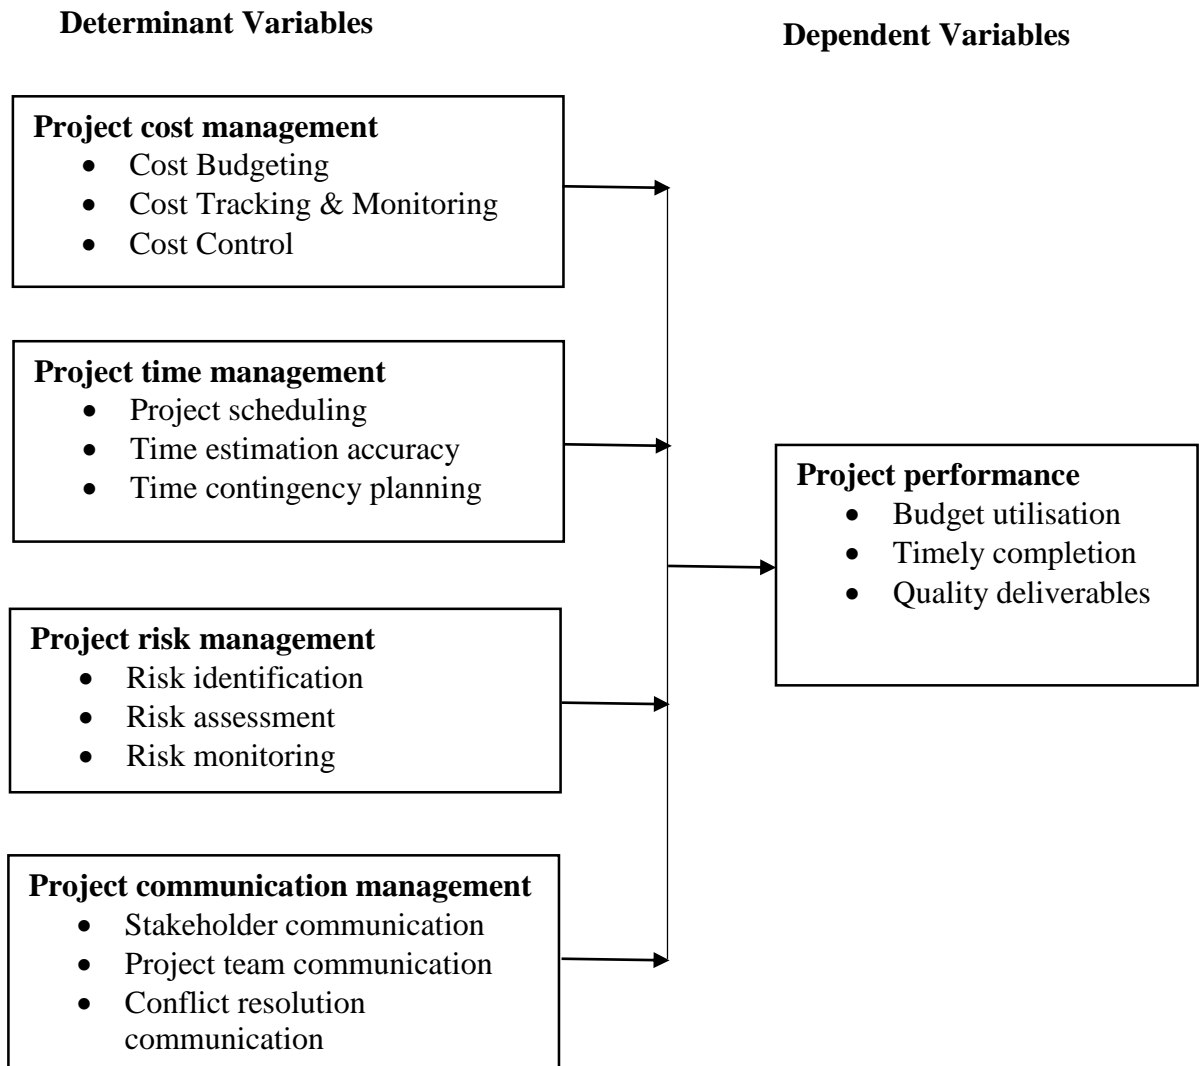 Determinant Variables
Dependent Variables
Project cost management
• Cost Budgeting
• Cost Tracking & Monitoring
• Cost Control
Project time management
• Project scheduling
• Time estimation accuracy
• Time contingency planning
Project performance
• Budget utilisation
• Timely completion
• Quality deliverables
Project risk management
• Risk identification
• Risk assessment
• Risk monitoring
Project communication management
• Stakeholder communication
• Project team communication
• Conflict resolution
communication